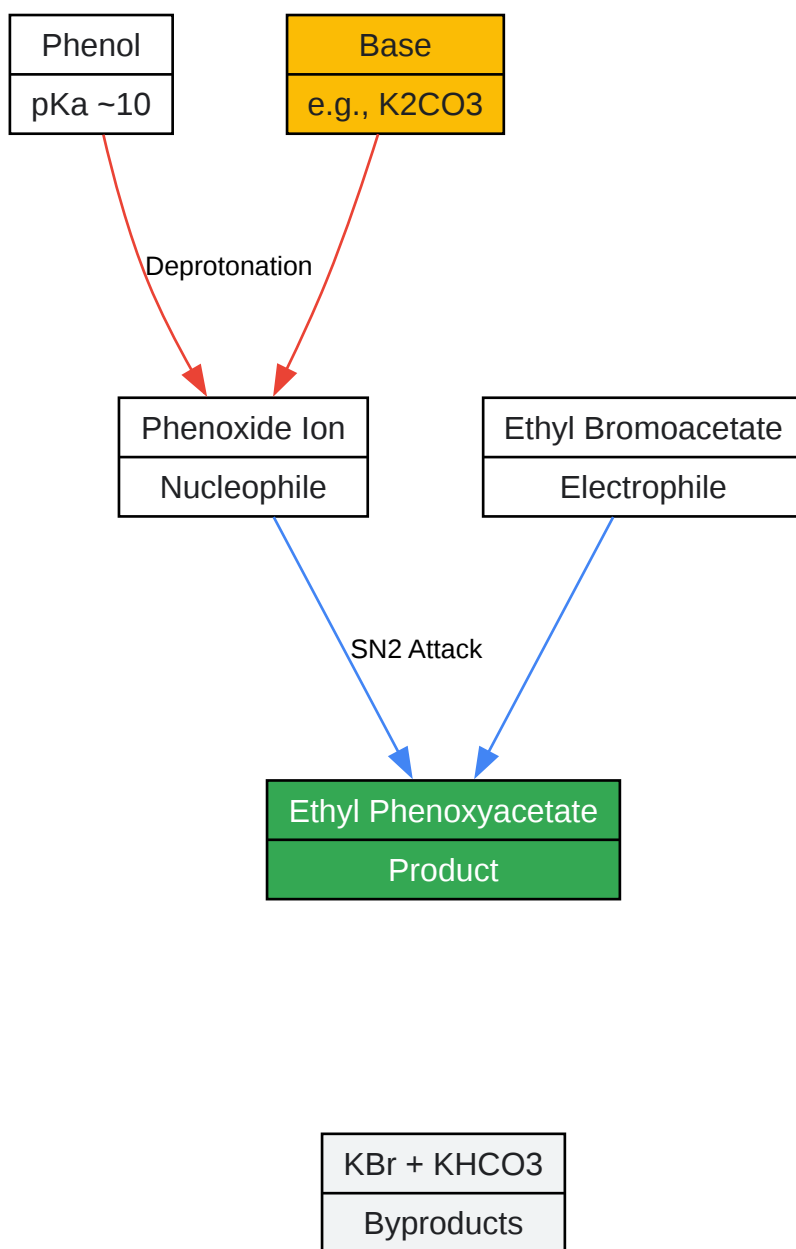 Phenol
pKa ~10
Base
e.g., K2CO3
Deprotonation
Phenoxide Ion
Nucleophile
Ethyl Bromoacetate
Electrophile
SN2 Attack
Ethyl Phenoxyacetate
Product
KBr + KHCO3
Byproducts